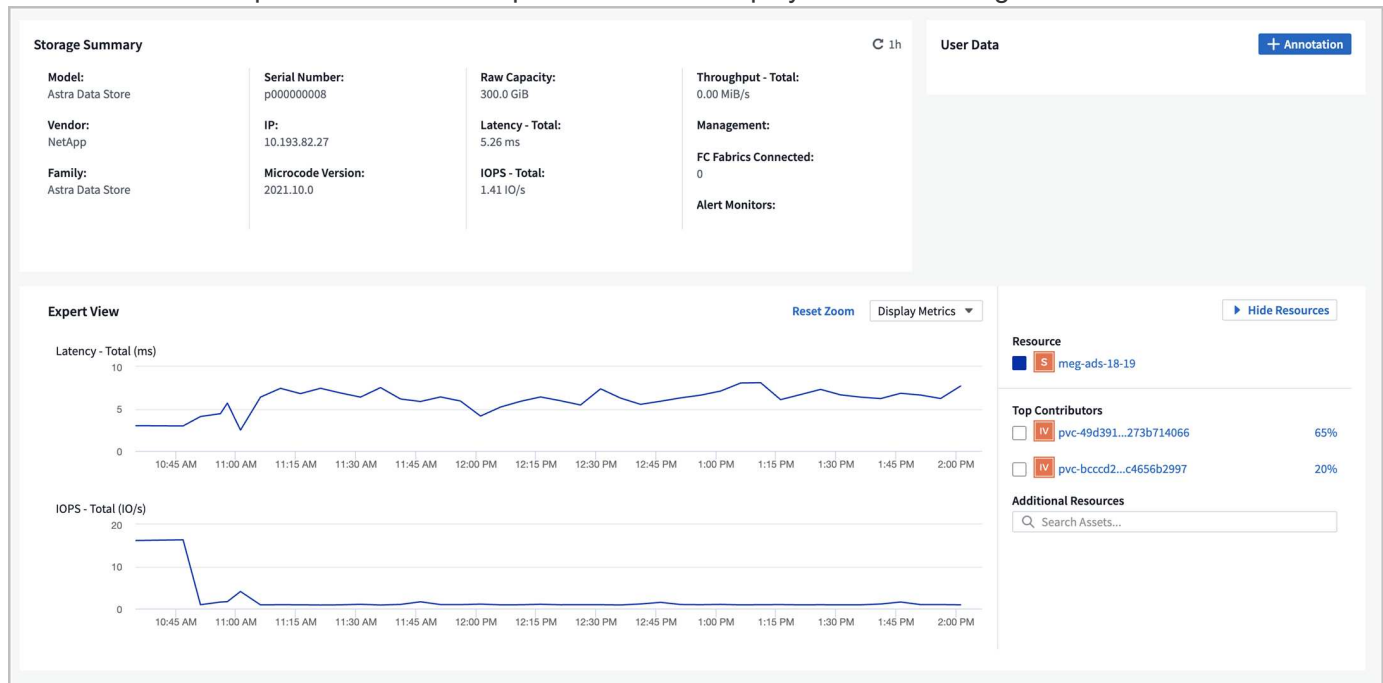 Storage Summary
1h
Model:
Astra Data Store
Vendor:
NetApp
Family:
Astra Data Store
Serial Number:
p000000008
IP:
10.193.82.27
Microcode Version:
2021.10.0
Raw Capacity:
300.0 GiB
Latency - Total:
5.26 ms
IOPS - Total:
1.41 IO/s
Throughput - Total:
0.00 MiB/s
Management:
FC Fabrics Connected:
0
Alert Monitors:
User Data
+ Annotation
Expert View
Reset Zoom
Display Metrics
Latency - Total (ms)
10
5
0
10:45 AM 11:00 AM 11:15 AM 11:30 AM 11:45 AM 12:00 PM 12:15 PM 12:30 PM 12:45 PM 1:00 PM 1:15 PM 1:30 PM 1:45 PM 2:00 PM
IOPS - Total (IO/s)
20
10
0
10:45 AM 11:00 AM 11:15 AM 11:30 AM 11:45 AM 12:00 PM 12:15 PM 12:30 PM 12:45 PM 1:00 PM 1:15 PM 1:30 PM 1:45 PM 2:00 PM
Hide Resources
Resource
S meg-ads-18-19
Top Contributors
IV pvc-49d391...273b714066 65%
IV pvc-bcccd2...c4656b2997 20%
Additional Resources
Search Assets...